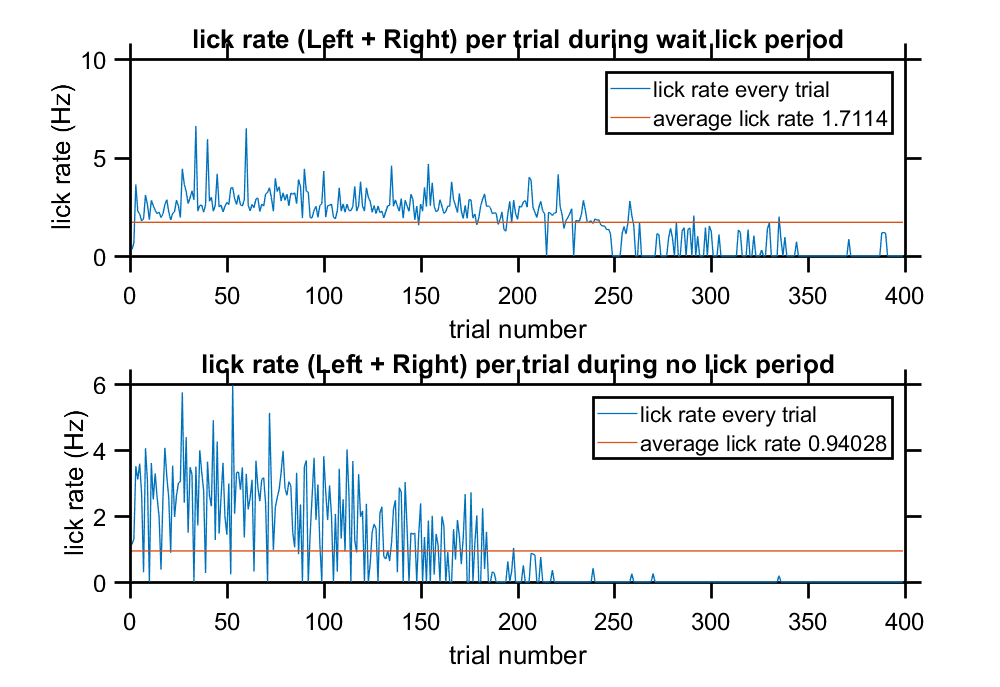 lick rate (Left + Right) per trial during wait lick period
10
5
0
lick rate (Hz)
lick rate every trial
average lick rate 1.7114
0 50 100 150 200 250 300 350 400
trial number
lick rate (Left + Right) per trial during no lick period
6
4
2
0
lick rate (Hz)
lick rate every trial
average lick rate 0.94028
0 50 100 150 200 250 300 350 400
trial number